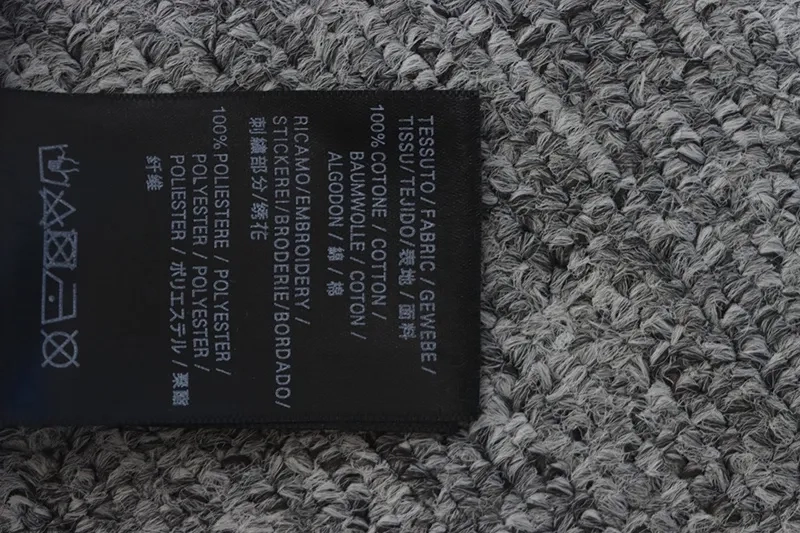 TESSUTO/FABRIC/GEWEBE/
TISSU/TEJIDO/表地/面料
100%COTONE/COTTON/
BAUMWOLLE/COTON/
ALGODON/綿/棉
RICAMO/EMBROIDERY/
STICKEREI/BRODERIE/BORDADO/
刺繍部分/绣花
100%POLIESTERE/POLYESTER/
POLYESTER/POLYESTER/
POLIESTER/ポリエステル/聚酯
纤维